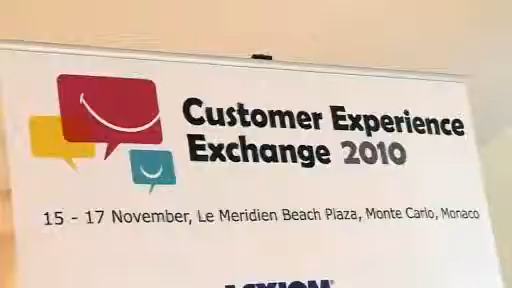 Customer Experience
Exchange 2010
15 - 17 November, Le Meridien Beach Plaza, Monte Carlo, Monaco